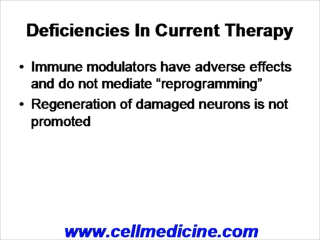 Deficiencies In Current Therapy
• Immune modulators have adverse effects
and do not mediate “reprogramming”
• Regeneration of damaged neurons is not
promoted
www.cellmedicine.com